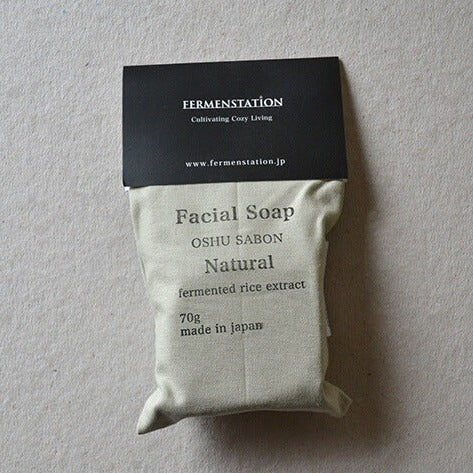 FERMENSTATION
Cultivating Cozy Living
www.fermenstation.jp
Facial Soap
OSHU SABON
Natural
fermented rice extract
70g
made in japan